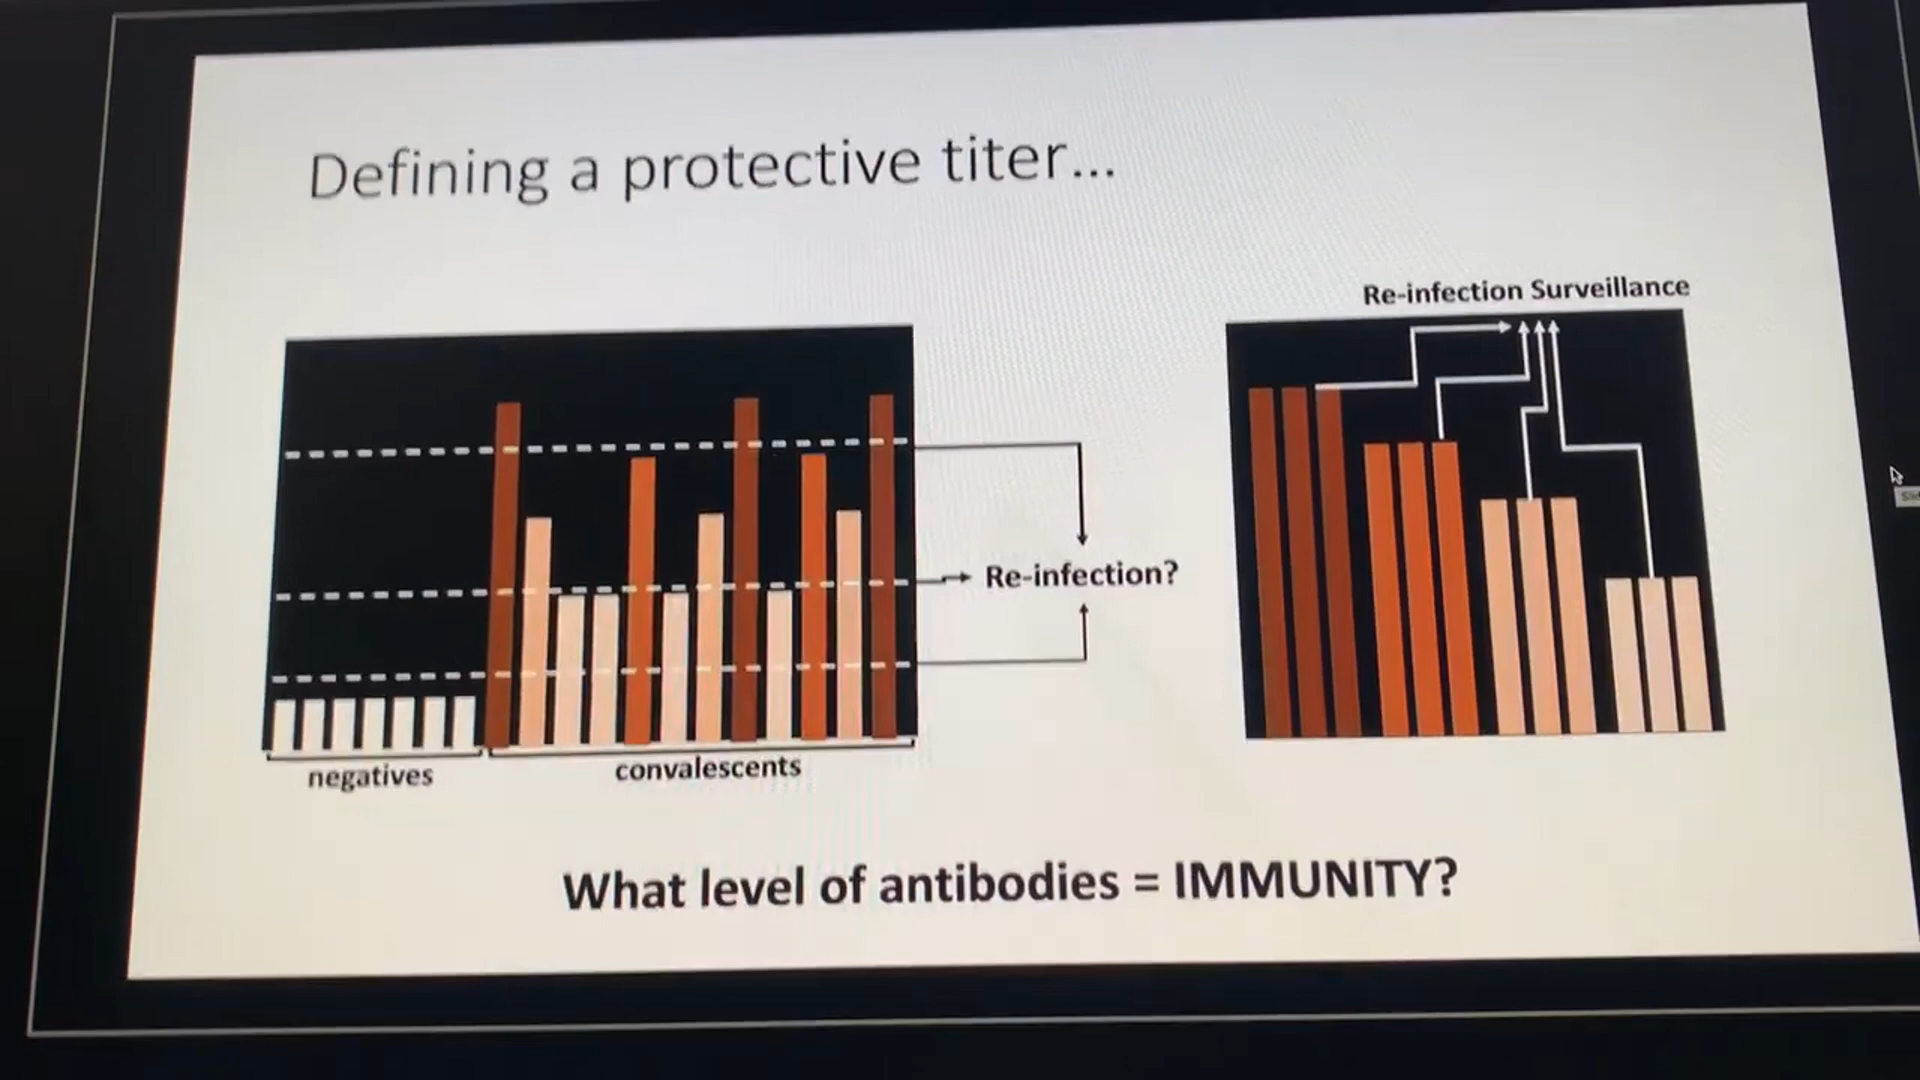 Defining a protective titer...
Re-infection Surveillance
Re-infection?
negatives
convalescents
What level of antibodies = IMMUNITY?